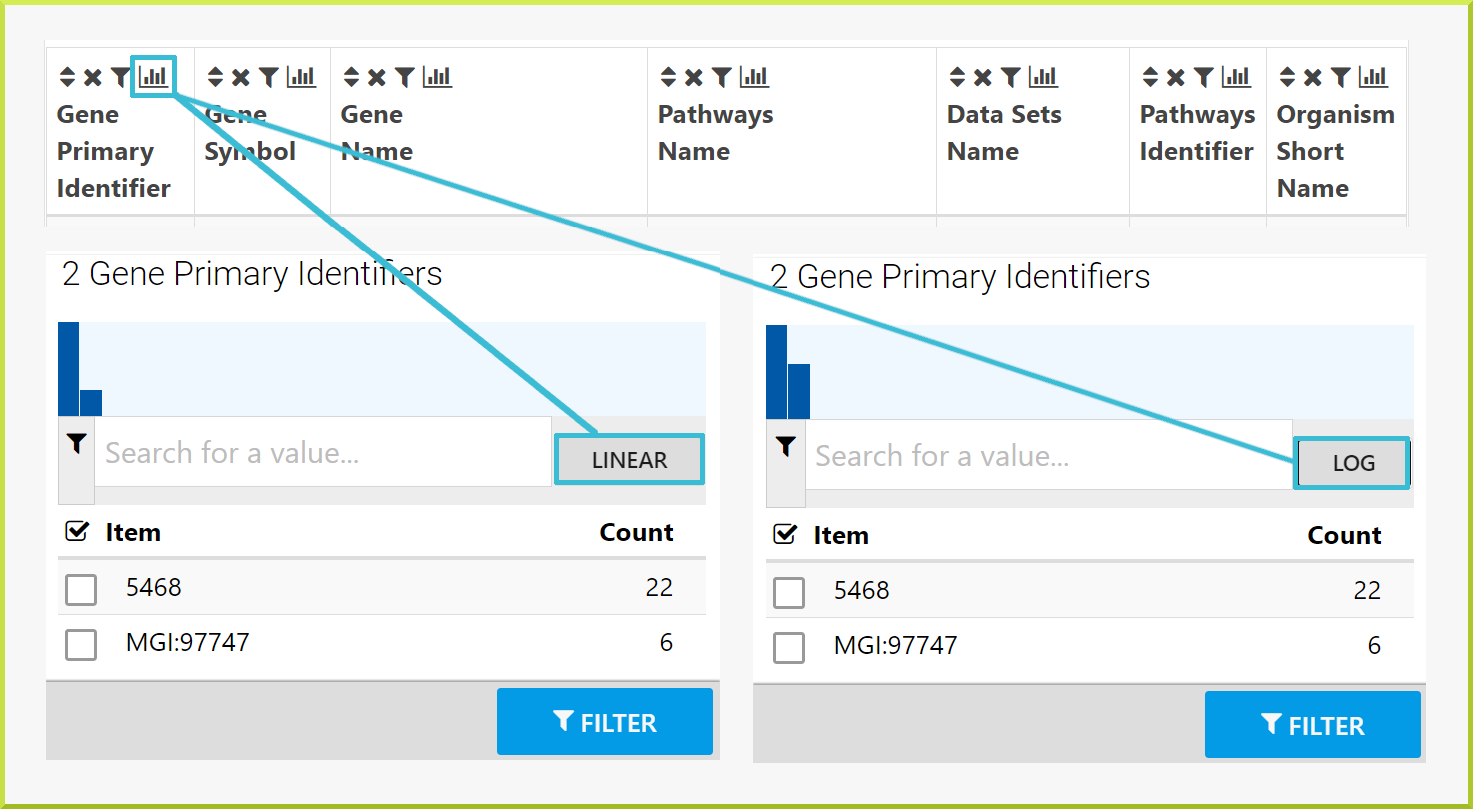 Gene Primary Identifier
Gene Symbol
Gene Name
Pathways Name
Data Sets Name
Pathways Identifier
Organism Short Name
2 Gene Primary Identifiers
Search for a value...
LINEAR
Item Count
5468 22
MGI:97747 6
FILTER
2 Gene Primary Identifiers
Search for a value...
LOG
Item Count
5468 22
MGI:97747 6
FILTER